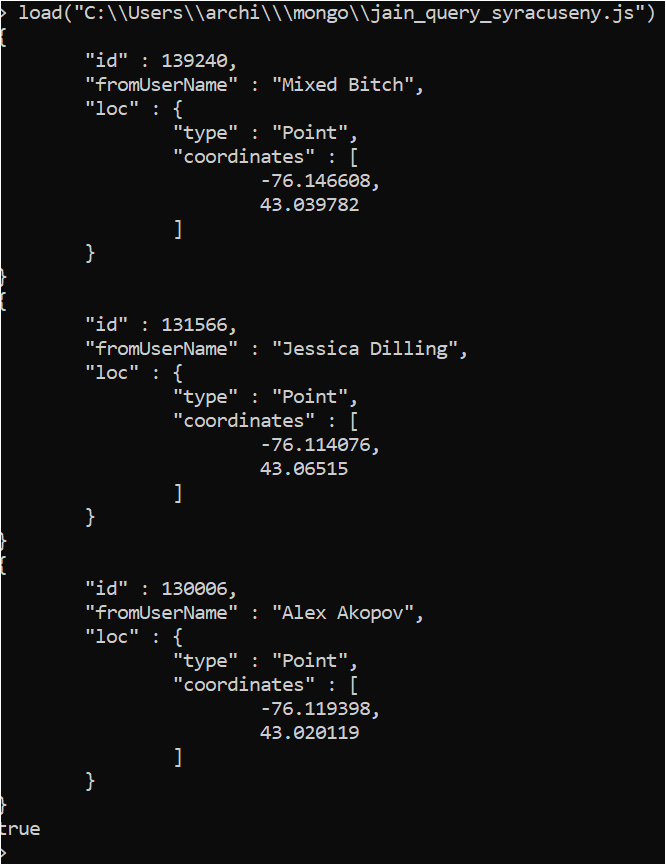 > load("C:\\Users\\archi\\\mongo\\jain_query_syracuseny.js")
{
        "id" : 139240,
        "fromUserName" : "Mixed Bitch",
        "loc" : {
                "type" : "Point",
                "coordinates" : [
                        -76.146608,
                        43.039782
                ]
        }
}
{
        "id" : 131566,
        "fromUserName" : "Jessica Dilling",
        "loc" : {
                "type" : "Point",
                "coordinates" : [
                        -76.114076,
                        43.06515
                ]
        }
}
{
        "id" : 130006,
        "fromUserName" : "Alex Akopov",
        "loc" : {
                "type" : "Point",
                "coordinates" : [
                        -76.119398,
                        43.020119
                ]
        }
}
true
>